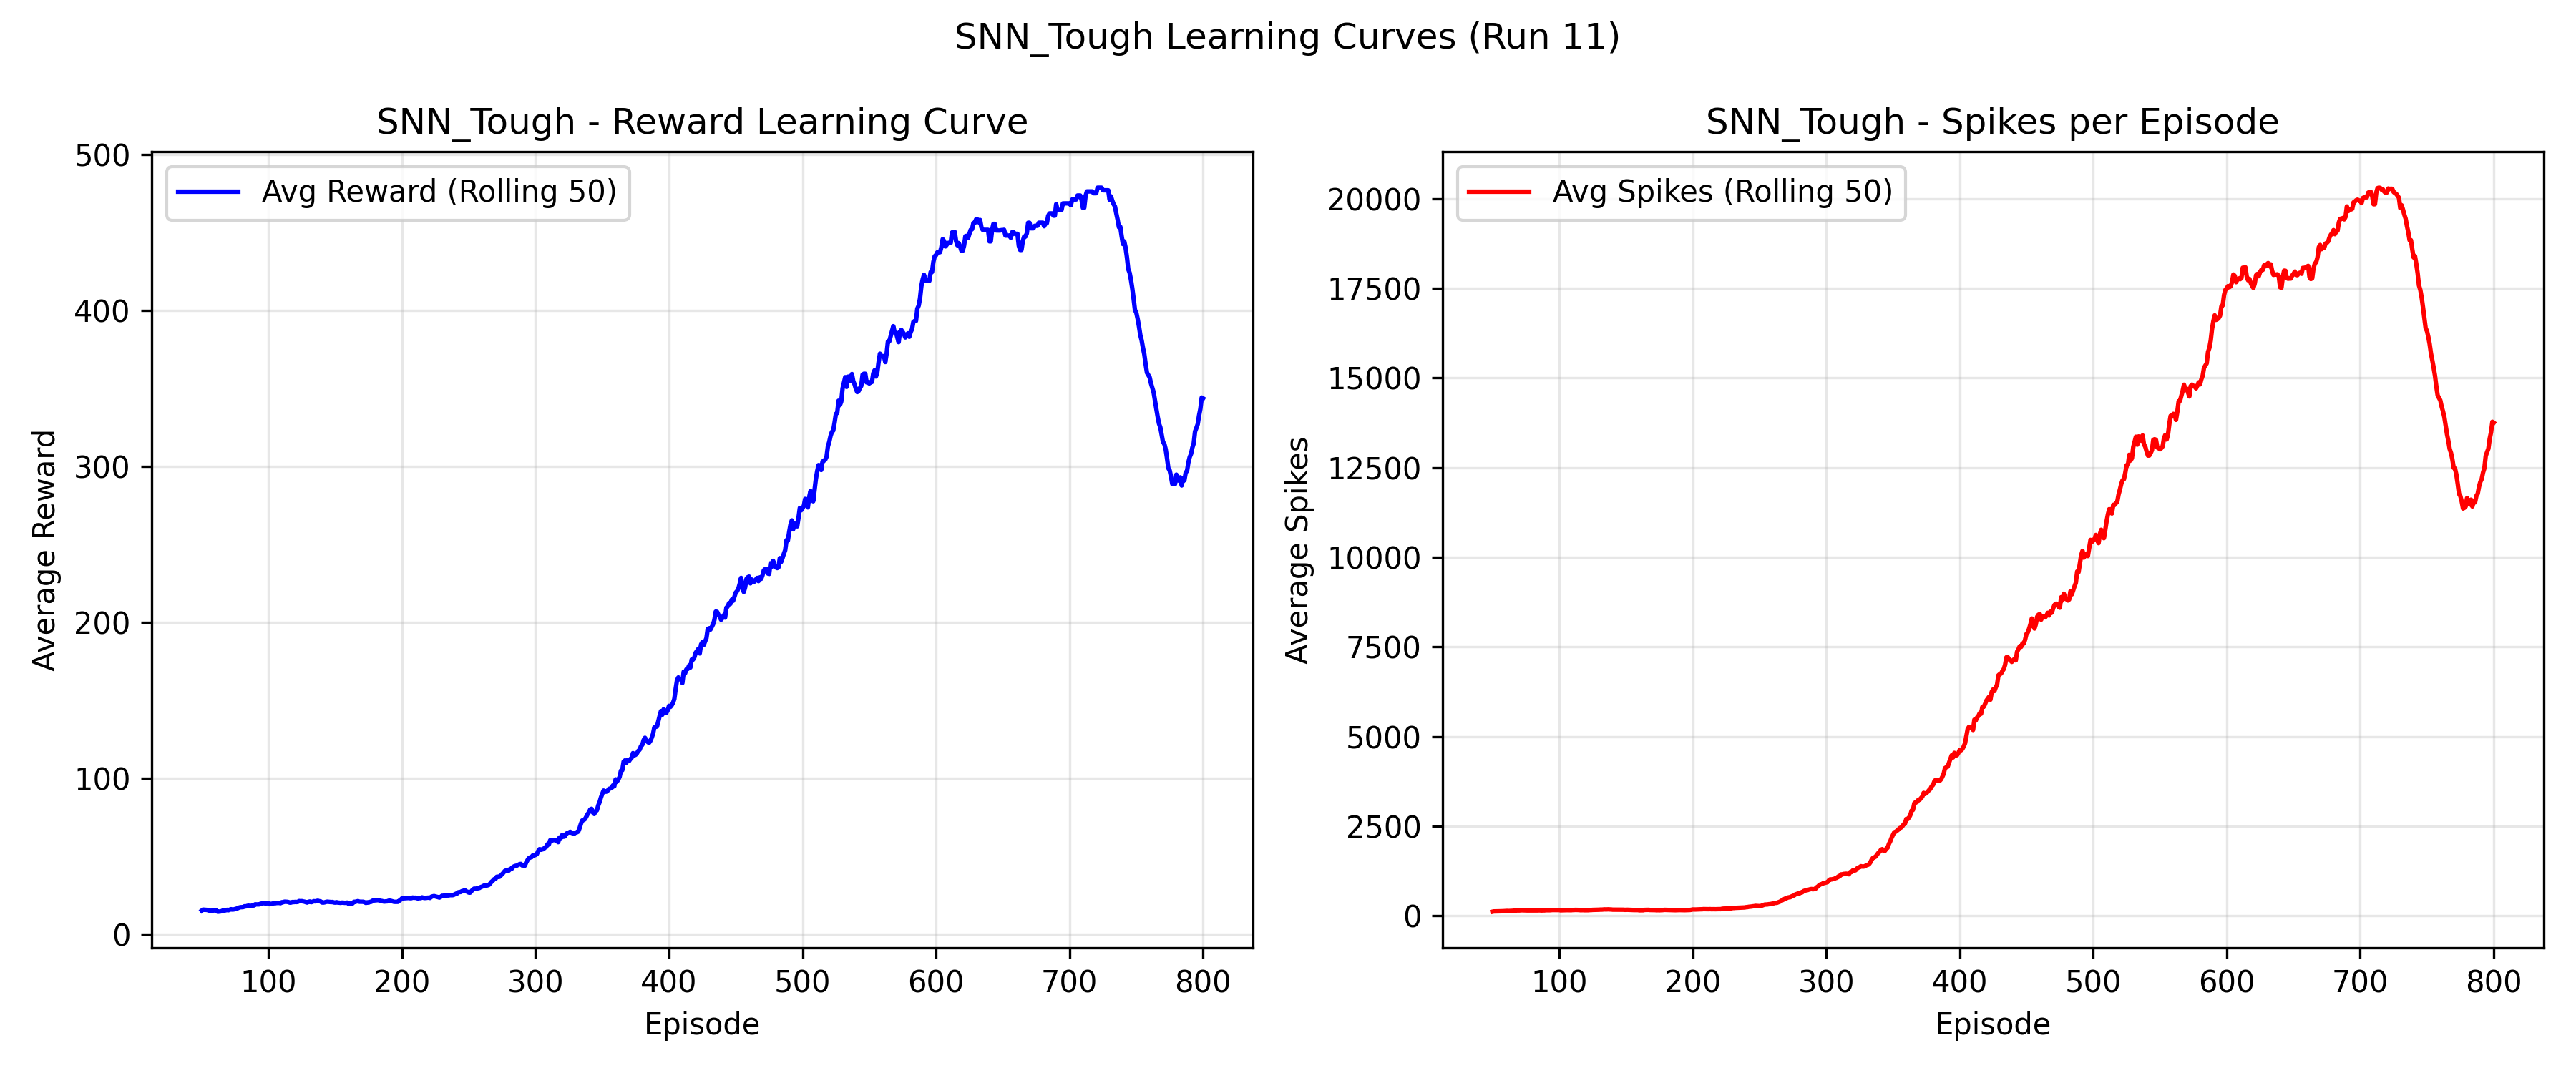 SNN_Tough Learning Curves (Run 11)
SNN_Tough - Reward Learning Curve
500
400
300
200
100
0
Average Reward
Avg Reward (Rolling 50)
100 200 300 400 500 600 700 800
Episode
SNN_Tough - Spikes per Episode
20000
17500
15000
12500
10000
7500
5000
2500
0
Average Spikes
Avg Spikes (Rolling 50)
100 200 300 400 500 600 700 800
Episode